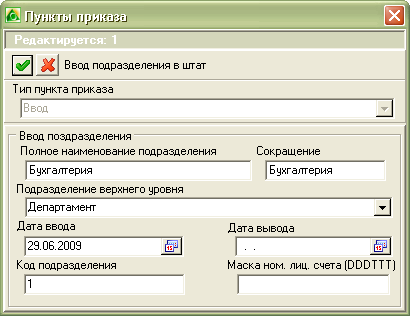 Пункты приказа
Редактируется: 1
Ввод подразделения в штат
Тип пункта приказа
Ввод
Ввод поздразделения
Полное наименование подразделения Сокращение
Бухгалтерия Бухгалтерия
Подразделение верхнего уровня
Департамент
Дата ввода Дата вывода
29.06.2009 . .
Код подразделения Маска ном. лиц. счета (DDDTTT)
1